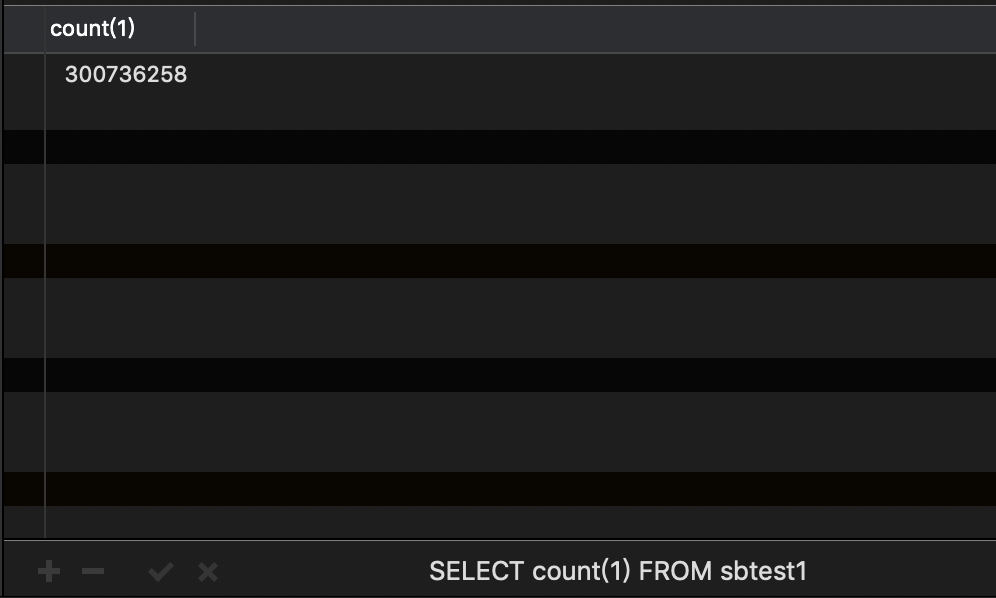 count(1)
300736258
SELECT count(1) FROM sbtest1